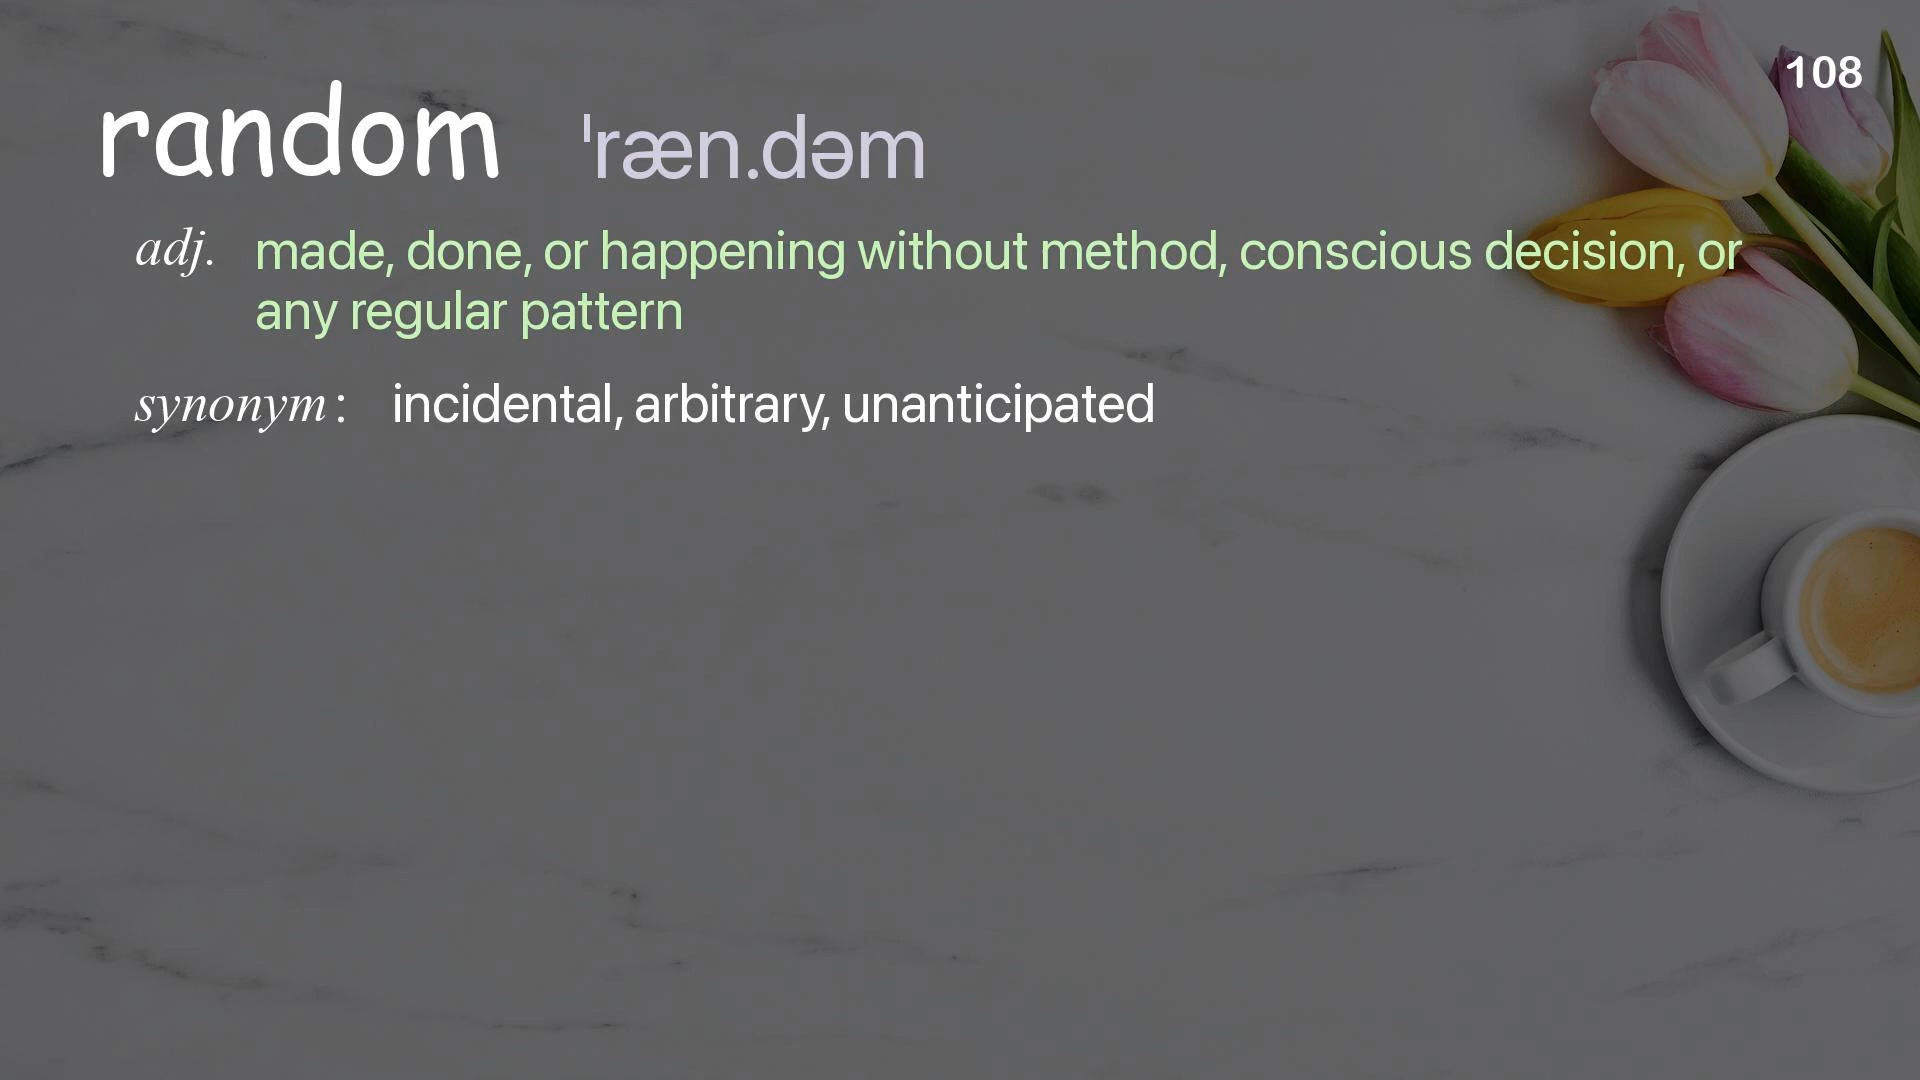 108
random ˈræn.dəm
adj. made, done, or happening without method, conscious decision, or
any regular pattern
synonym : incidental, arbitrary, unanticipated